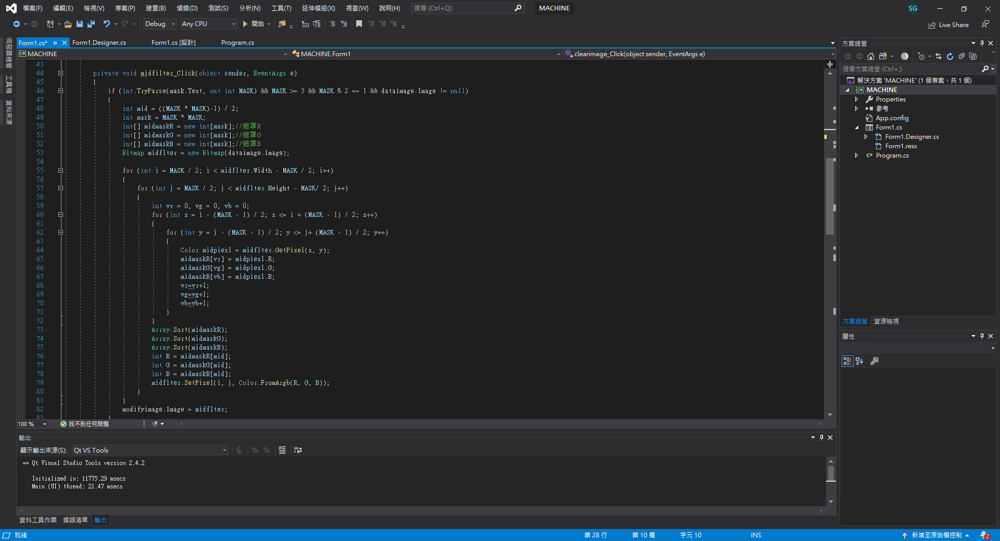 檔案(F) 編輯(E) 檢視(V) 專案(P) 建置(B) 偵錯(D) 測試(S) 分析(N) 工具(T) 延伸模組(X) 視窗(W) 說明(H) 搜尋 (Ctrl+Q) MACHINE SG
Debug Any CPU 開始 Live Share
伺服器總管
工具箱
資料來源
Form1.cs* Form1.Designer.cs Form1.cs [設計] Program.cs
MACHINE MACHINE.Form1 clearimage_Click(object sender, EventArgs e)
43
44 private void midfilter_Click(object sender, EventArgs e)
45 {
46 if (int.TryParse(mask.Text, out int MASK) && MASK >= 3 && MASK % 2 == 1 && dataimage.Image != null)
47 {
48 int mid = ((MASK * MASK)-1) / 2;
49 int mask = MASK * MASK;
50 int[] midmaskR = new int[mask];//遮罩R
51 int[] midmaskG = new int[mask];//遮罩G
52 int[] midmaskB = new int[mask];//遮罩B
53 Bitmap midflter = new Bitmap(dataimage.Image);
54
55 for (int i = MASK / 2; i < midflter.Width - MASK / 2; i++)
56 {
57 for (int j = MASK / 2; j < midflter.Height - MASK/ 2; j++)
58 {
59 int vr = 0, vg = 0, vb = 0;
60 for (int x = i - (MASK - 1) / 2; x <= i + (MASK - 1) / 2; x++)
61 {
62 for (int y = j - (MASK - 1) / 2; y <= j+ (MASK - 1) / 2; y++)
63 {
64 Color midpiexl = midflter.GetPixel(x, y);
65 midmaskR[vr] = midpiexl.R;
66 midmaskG[vg] = midpiexl.G;
67 midmaskB[vb] = midpiexl.B;
68 vr=vr+1;
69 vg=vg+1;
70 vb=vb+1;
71 }
72 }
73 Array.Sort(midmaskR);
74 Array.Sort(midmaskG);
75 Array.Sort(midmaskB);
76 int R = midmaskR[mid];
77 int G = midmaskG[mid];
78 int B = midmaskB[mid];
79 midflter.SetPixel(i, j, Color.FromArgb(R, G, B));
80 }
81 }
82 modifyimage.Image = midflter;
83 }
100 % 找不到任何問題
輸出
顯示輸出來源(S): Qt VS Tools
== Qt Visual Studio Tools version 2.4.2
Initialized in: 11775.29 msecs
Main (UI) thread: 21.47 msecs
資料工具作業 錯誤清單 輸出
方案總管
搜尋方案總管 (Ctrl+;)
解決方案 'MACHINE' (1 個專案，共 1 個)
C# MACHINE
Properties
參考
App.config
Form1.cs
Form1.Designer.cs
Form1.resx
C# Program.cs
方案總管 資源檢視
屬性
就緒 第 28 行 第 10 欄 字元 10 INS 新增至原始檔控制 2